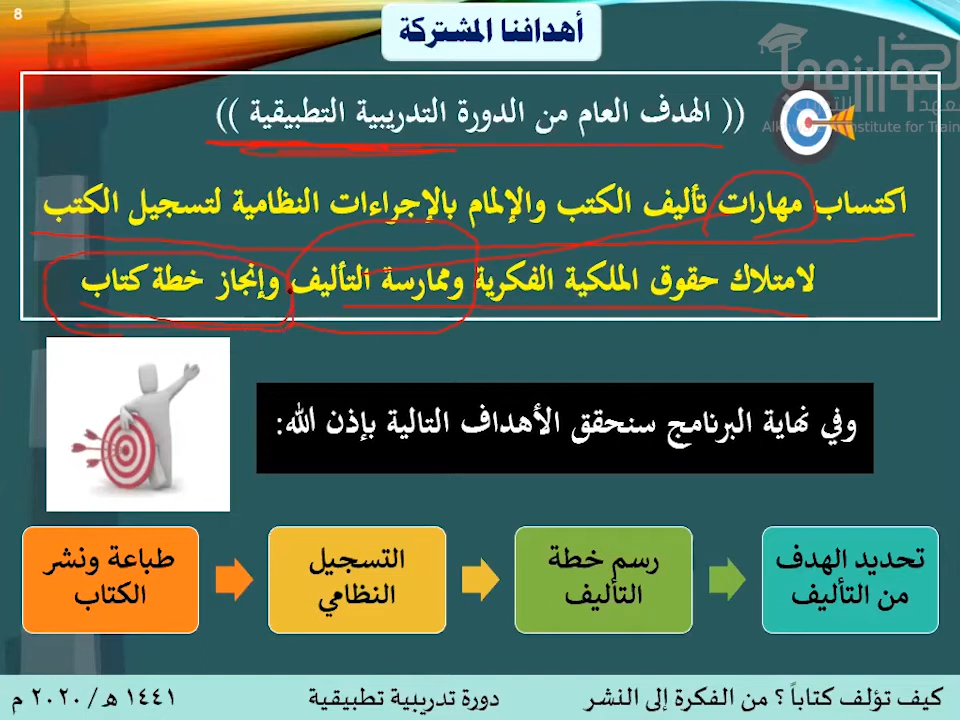 8
أهدافنا المشتركة
(( الهدف العام من الدورة التدريبية التطبيقية ))
اكتساب مهارات تأليف الكتب والإلمام بالإجراءات النظامية لتسجيل الكتب
لامتلاك حقوق الملكية الفكرية وممارسة التأليف وإنجاز خطة كتاب
وفي نهاية البرنامج سنحقق الأهداف التالية بإذن الله:
تحديد الهدف
من التأليف
رسم خطة
التأليف
التسجيل
النظامي
طباعة ونشر
الكتاب
كيف تؤلف كتاباً ؟ من الفكرة إلى النشر
دورة تدريبية تطبيقية
١٤٤١ هـ/ ٢٠٢٠ م